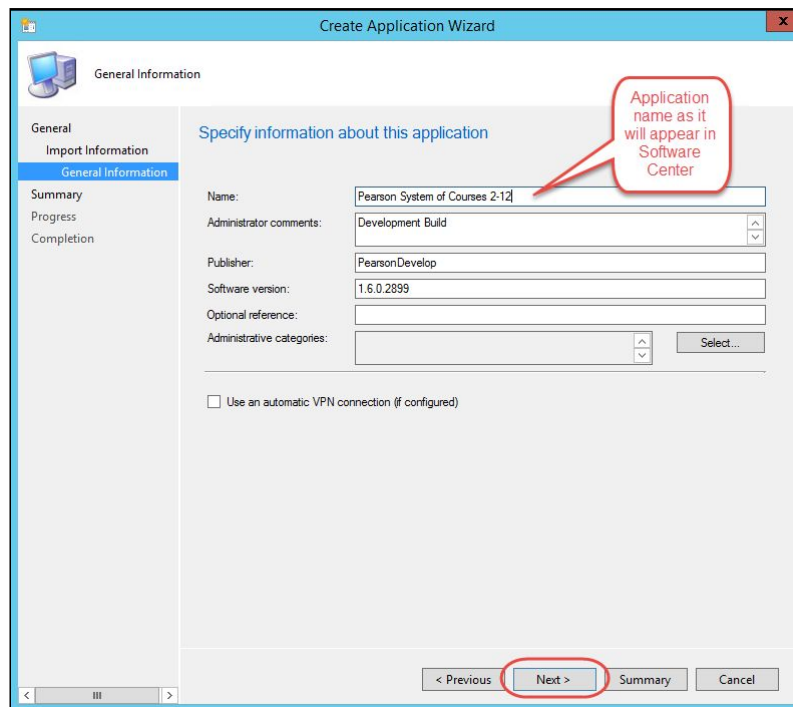 Create Application Wizard
x
General Information
Application
name as it
will appear in
Software
Center
General
Import Information
General Information
Summary
Progress
Completion
Specify information about this application
Name: Pearson System of Courses 2-12
Administrator comments: Development Build
Publisher: PearsonDevelop
Software version: 1.6.0.2899
Optional reference:
Administrative categories: Select...
Use an automatic VPN connection (if configured)
< Previous Next > Summary Cancel